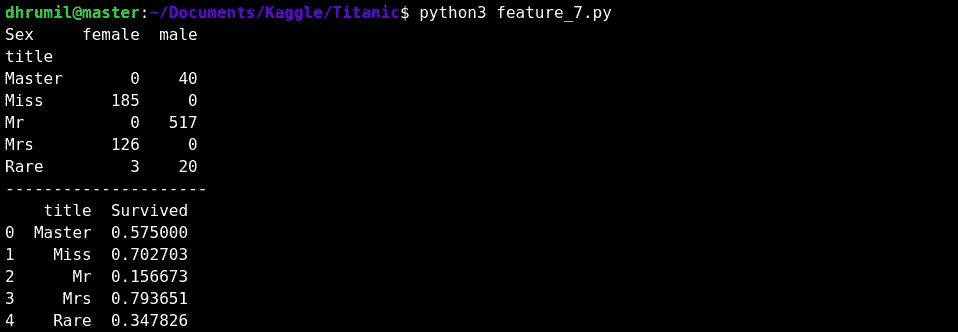 dhrumil@master:~/Documents/Kaggle/Titanic$ python3 feature_7.py
Sex     female  male
title
Master       0    40
Miss       185     0
Mr           0   517
Mrs        126     0
Rare         3    20
---------------------
    title  Survived
0  Master  0.575000
1    Miss  0.702703
2      Mr  0.156673
3     Mrs  0.793651
4    Rare  0.347826